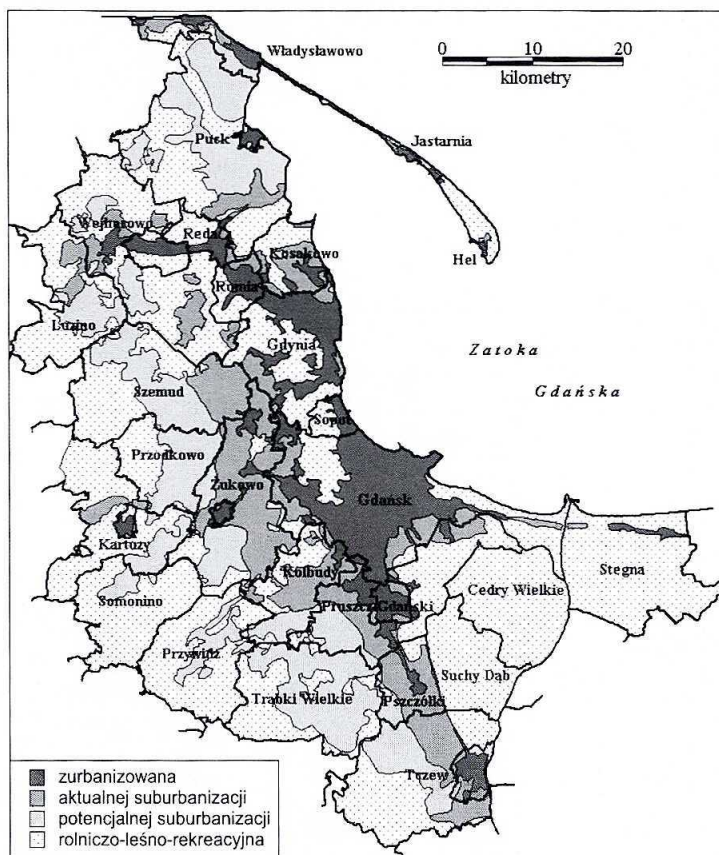 Władysławowo
0 10 20
kilometry
Jastarnia
Puck
Wejherowo
Reda
Kosakowo
Hel
Rumia
Luzino
Gdynia
Zatoka
Gdańska
Szemud
Sopot
Przodkowo
Żukowo
Gdańsk
Kartuzy
Kolbudy
Stegna
Somonino
Cedry Wielkie
Pruszcz Gdański
Przywidz
Suchy Dąb
Trąbki Wielkie
Pszczółki
Tczew
zurbanizowana
aktualnej suburbanizacji
potencjalnej suburbanizacji
rolniczo-leśno-rekreacyjna